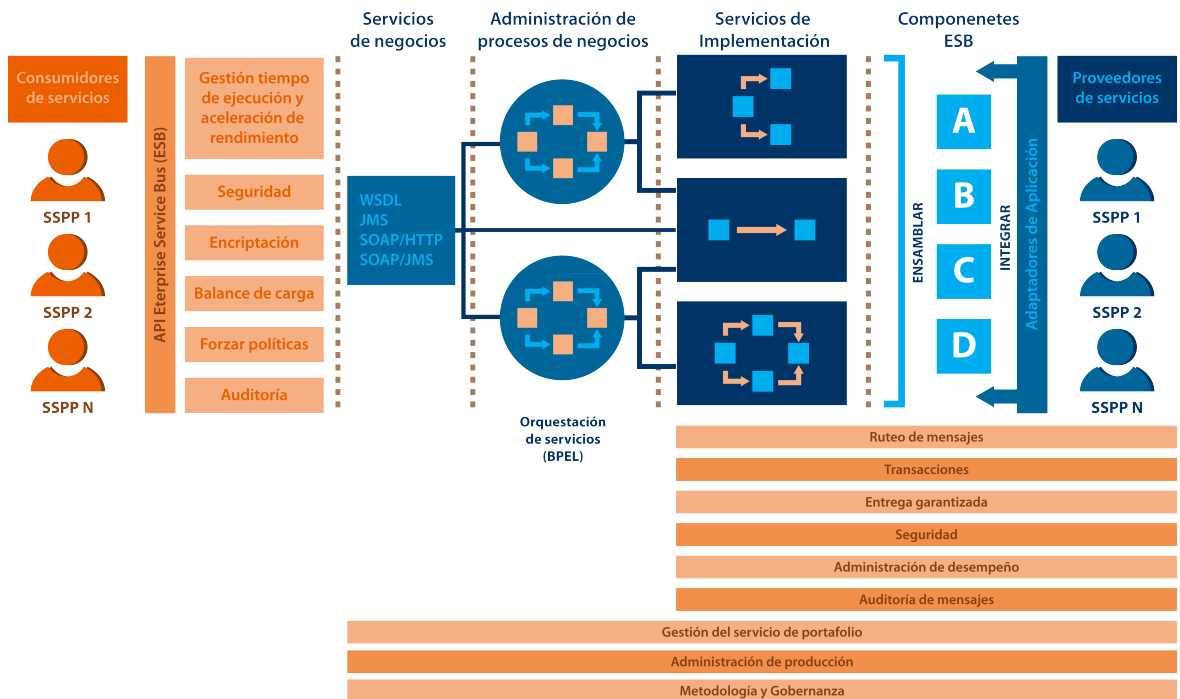 Servicios
de negocios
Administración de
procesos de negocios
Servicios de
Implementación
Componenetes
ESB
Consumidores
de servicios
SSPP 1
SSPP 2
SSPP N
API Eterprise Service Bus (ESB)
Gestión tiempo
de ejecución y
aceleración de
rendimiento
Seguridad
Encriptación
Balance de carga
Forzar políticas
Auditoría
WSDL
JMS
SOAP/HTTP
SOAP/JMS
Orquestación
de servicios
(BPEL)
ENSAMBLAR
A
B
C
D
INTEGRAR
Adaptadores de Aplicación
Proveedores
de servicios
SSPP 1
SSPP 2
SSPP N
Ruteo de mensajes
Transacciones
Entrega garantizada
Seguridad
Administración de desempeño
Auditoría de mensajes
Gestión del servicio de portafolio
Administración de producción
Metodología y Gobernanza